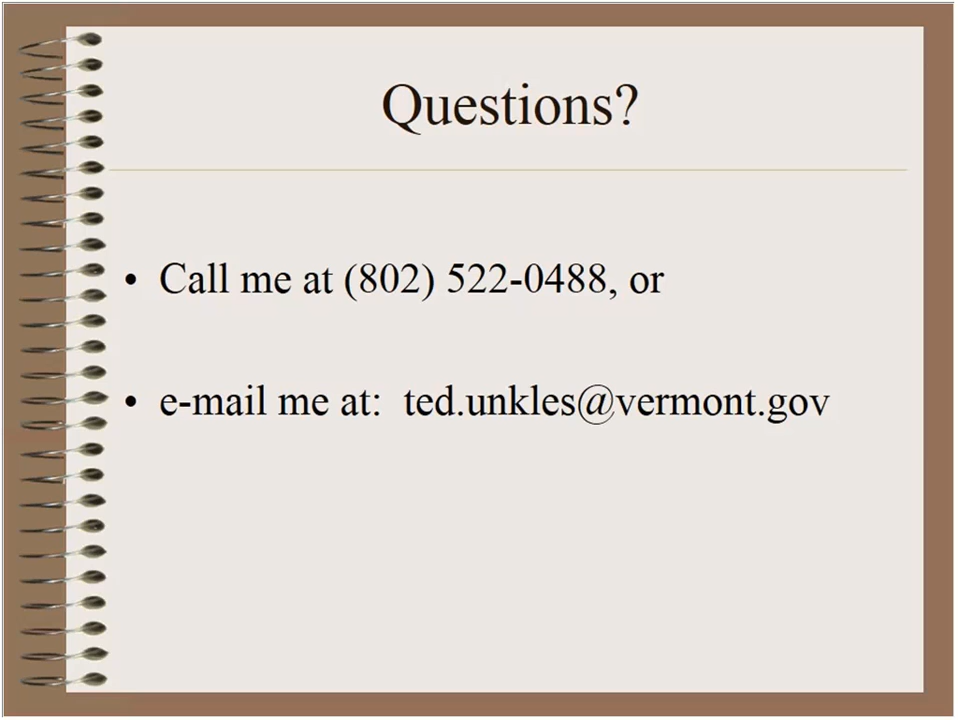 Questions?
• Call me at (802) 522-0488, or
• e-mail me at:  ted.unkles@vermont.gov